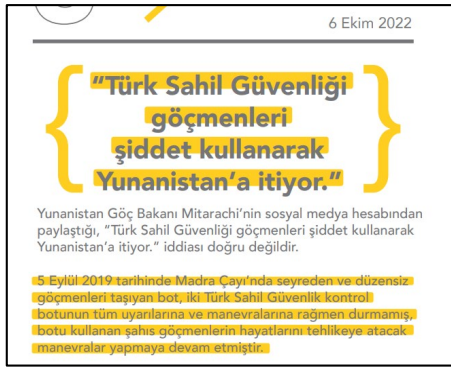 6 Ekim 2022
"Türk Sahil Güvenliği
göçmenleri
şiddet kullanarak
Yunanistan'a itiyor."
Yunanistan Göç Bakanı Mitarachi'nin sosyal medya hesabından
paylaştığı, "Türk Sahil Güvenliği göçmenleri şiddet kullanarak
Yunanistan'a itiyor." iddiası doğru değildir.
5 Eylül 2019 tarihinde Madra Çayı'nda seyreden ve düzensiz
göçmenleri taşıyan bot, iki Türk Sahil Güvenlik kontrol
botunun tüm uyarılarına ve manevralarına rağmen durmamış,
botu kullanan şahıs göçmenlerin hayatlarını tehlikeye atacak
manevralar yapmaya devam etmiştir.